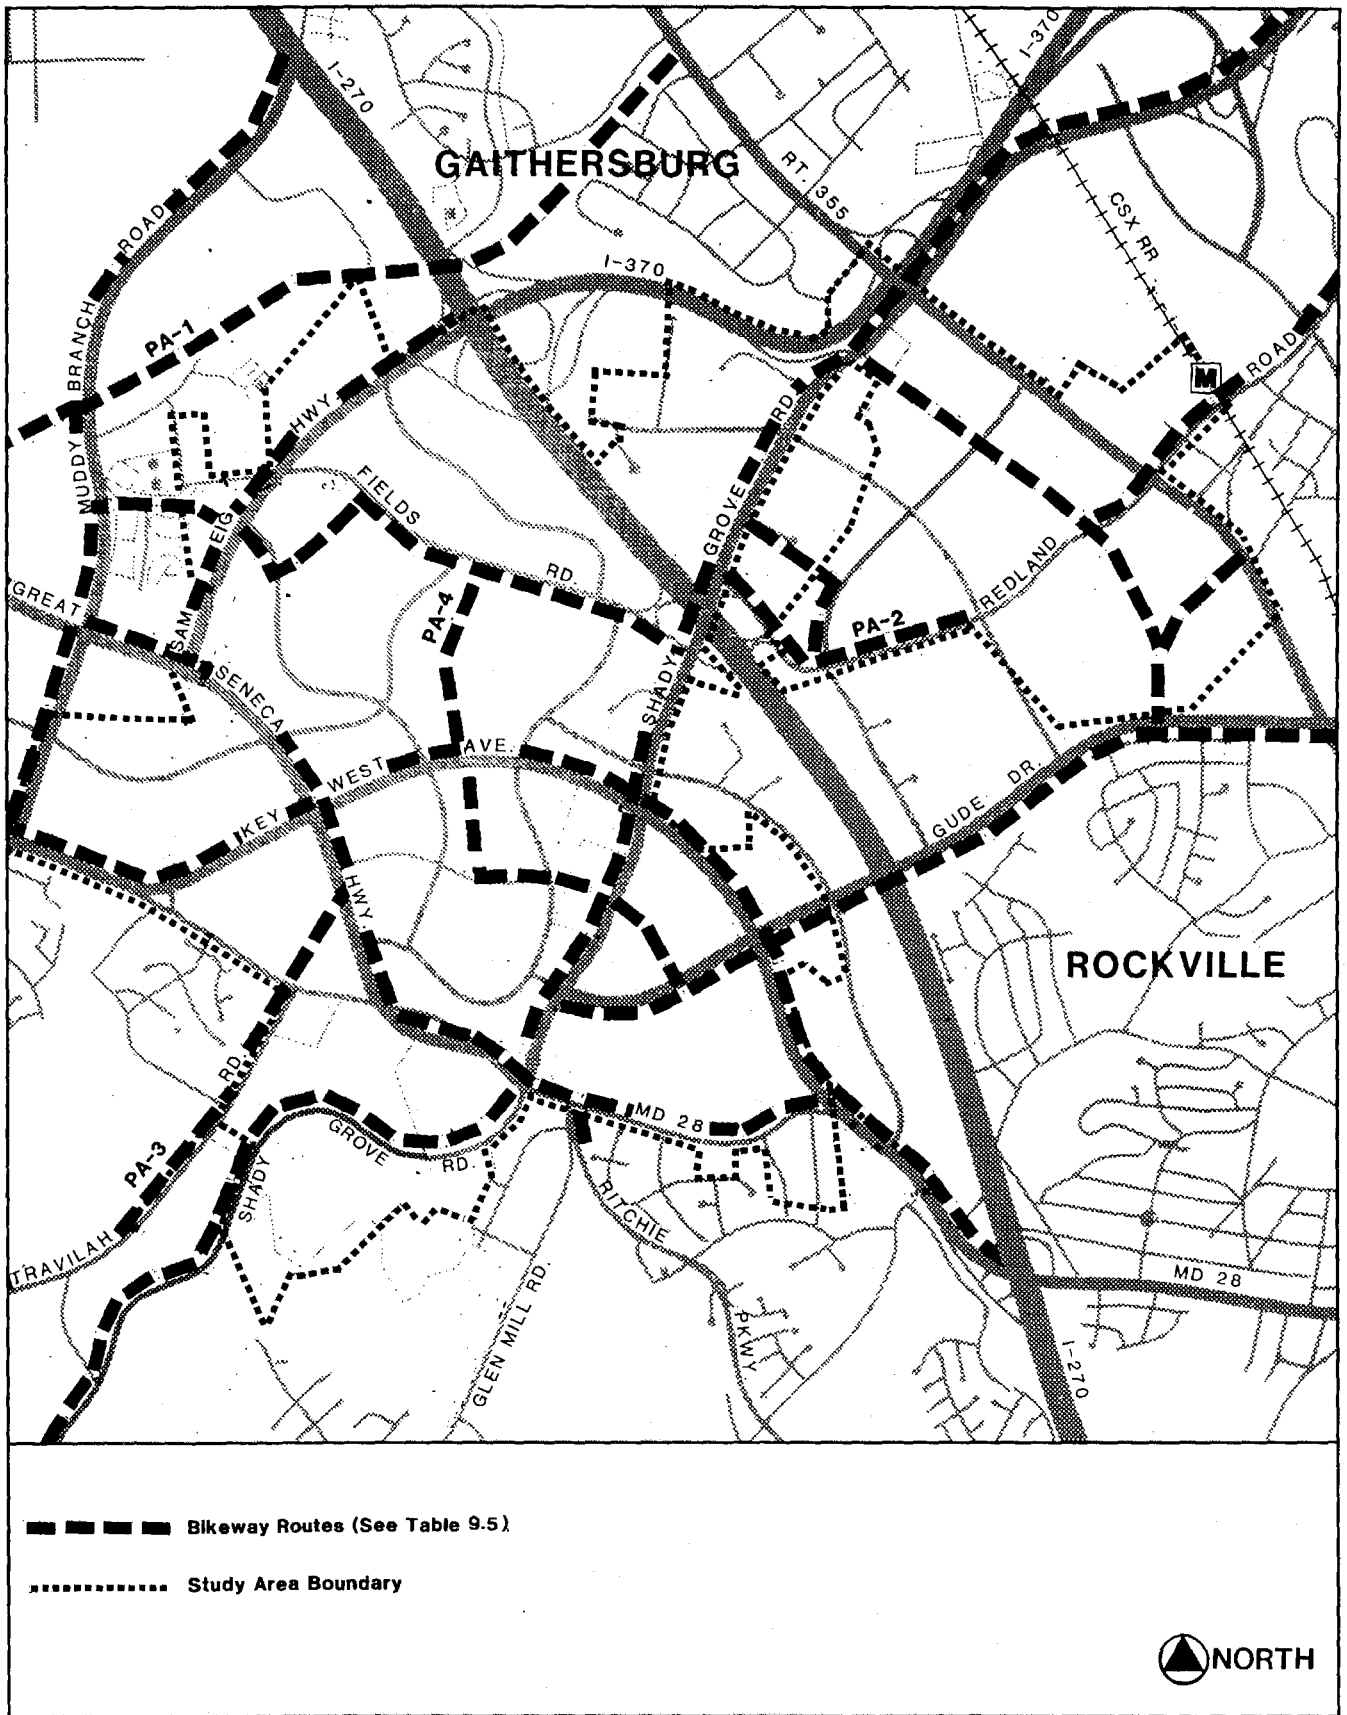 I-270
I-370
GAITHERSBURG
RT. 355
CSX RR
MUDDY BRANCH ROAD
I-370
PA-1
M
ROAD
SAM EIG HWY
FIELDS RD.
SHADY GROVE RD.
REDLAND
PA-4
PA-2
GREAT SENECA HWY
KEY WEST AVE.
GUDE DR.
ROCKVILLE
TRAVILAH RD.
PA-3
SHADY GROVE RD.
MD 28
RITCHIE PKWY
GLEN MILL RD.
MD 28
I-270
Bikeway Routes (See Table 9.5)
Study Area Boundary
NORTH